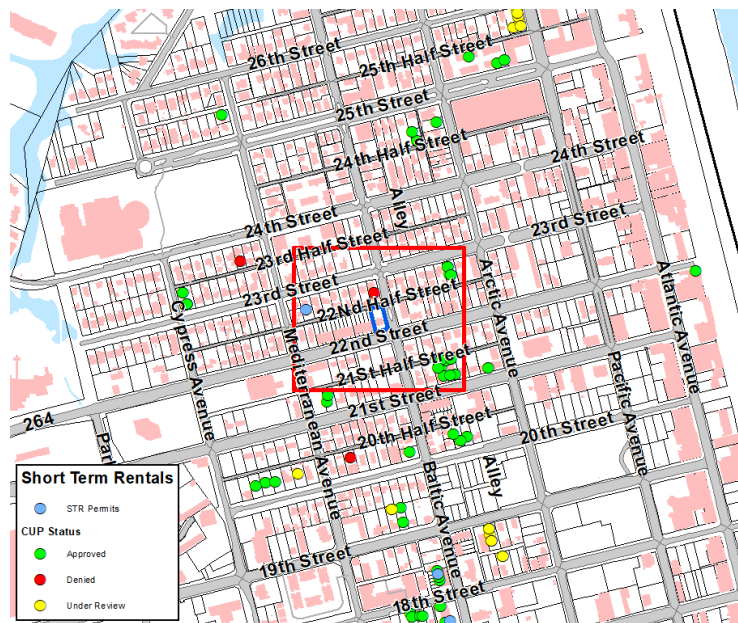 26th Street
25th Half Street
25th Street
24th Half Street
24th Street
Alley
24th Street
23rd Street
23rd Half Street
23rd Street
22Nd Half Street
22nd Street
Arctic Avenue
Atlantic Avenue
Cypress Avenue
Mediterranean Avenue
21St Half Street
21st Street
Pacific Avenue
264
Par
20th Half Street
20th Street
Baltic Avenue
Alley
19th Street
18th Street
Short Term Rentals
STR Permits
CUP Status
Approved
Denied
Under Review